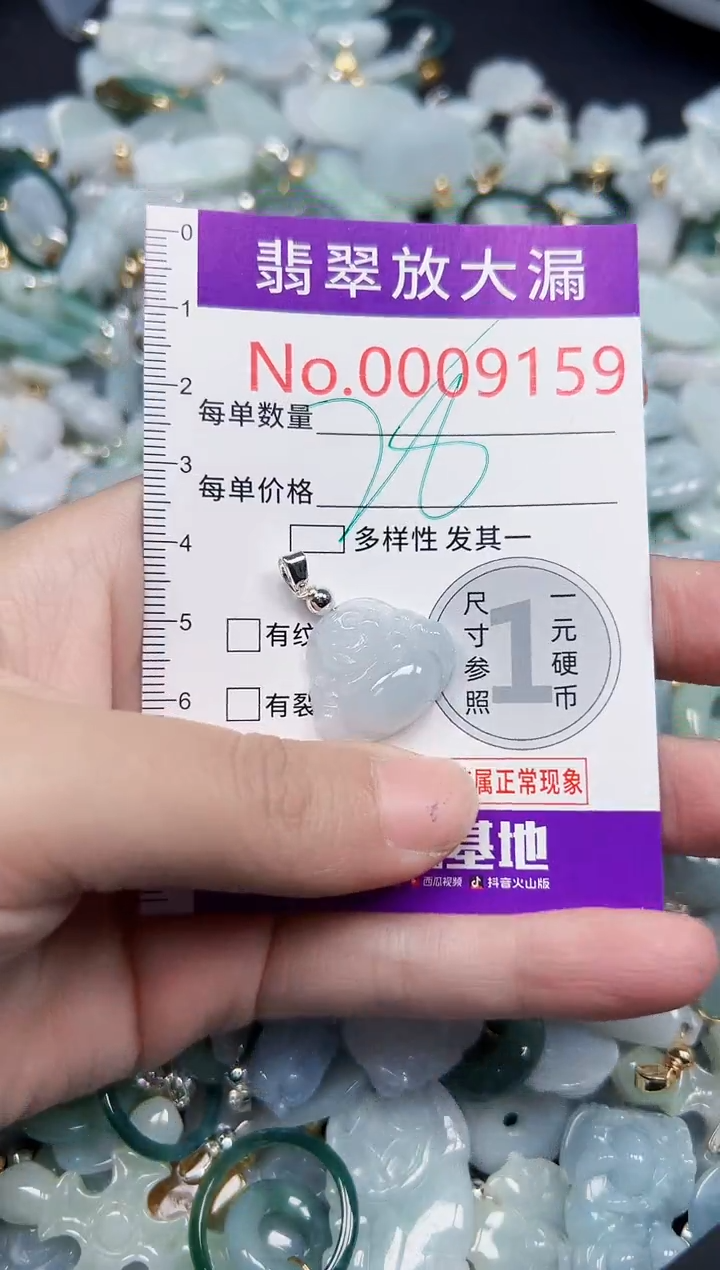 0
翡翠放大漏
1
No.0009159
2
每单数量
3
每单价格
4
多样性 发其一
5
有纹
尺寸参照
1
一元硬币
6
有裂
属正常现象
基地
西瓜视频 抖音火山版